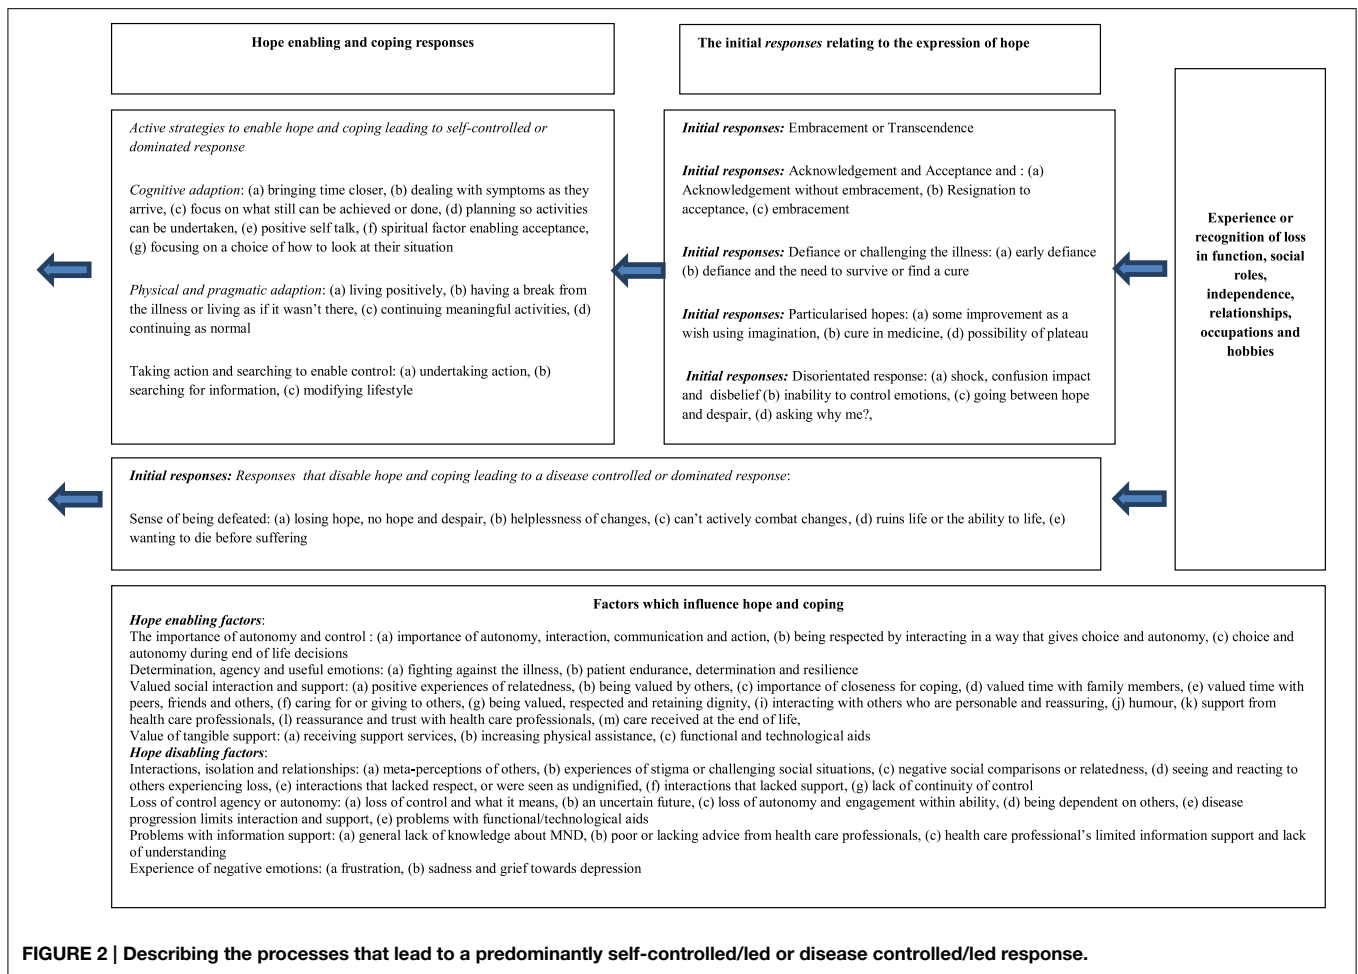 Hope enabling and coping responses
The initial responses relating to the expression of hope
Active strategies to enable hope and coping leading to self-controlled or
dominated response
Cognitive adaption: (a) bringing time closer, (b) dealing with symptoms as they
arrive, (c) focus on what still can be achieved or done, (d) planning so activities
can be undertaken, (e) positive self talk, (f) spiritual factor enabling acceptance,
(g) focusing on a choice of how to look at their situation
Physical and pragmatic adaption: (a) living positively, (b) having a break from
the illness or living as if it wasn't there, (c) continuing meaningful activities, (d)
continuing as normal
Taking action and searching to enable control: (a) undertaking action, (b)
searching for information, (c) modifying lifestyle
Initial responses: Embracement or Transcendence
Initial responses: Acknowledgement and Acceptance and : (a)
Acknowledgement without embracement, (b) Resignation to
acceptance, (c) embracement
Initial responses: Defiance or challenging the illness: (a) early defiance
(b) defiance and the need to survive or find a cure
Initial responses: Particularised hopes: (a) some improvement as a
wish using imagination, (b) cure in medicine, (d) possibility of plateau
Initial responses: Disorientated response: (a) shock, confusion impact
and disbelief (b) inability to control emotions, (c) going between hope
and despair, (d) asking why me?,
Experience or
recognition of loss
in function, social
roles,
independence,
relationships,
occupations and
hobbies
Initial responses: Responses that disable hope and coping leading to a disease controlled or dominated response:
Sense of being defeated: (a) losing hope, no hope and despair, (b) helplessness of changes, (c) can't actively combat changes, (d) ruins life or the ability to life, (e)
wanting to die before suffering
Factors which influence hope and coping
Hope enabling factors:
The importance of autonomy and control : (a) importance of autonomy, interaction, communication and action, (b) being respected by interacting in a way that gives choice and autonomy, (c) choice and
autonomy during end of life decisions
Determination, agency and useful emotions: (a) fighting against the illness, (b) patient endurance, determination and resilience
Valued social interaction and support: (a) positive experiences of relatedness, (b) being valued by others, (c) importance of closeness for coping, (d) valued time with family members, (e) valued time with
peers, friends and others, (f) caring for or giving to others, (g) being valued, respected and retaining dignity, (i) interacting with others who are personable and reassuring, (j) humour, (k) support from
health care professionals, (l) reassurance and trust with health care professionals, (m) care received at the end of life,
Value of tangible support: (a) receiving support services, (b) increasing physical assistance, (c) functional and technological aids
Hope disabling factors:
Interactions, isolation and relationships: (a) meta-perceptions of others, (b) experiences of stigma or challenging social situations, (c) negative social comparisons or relatedness, (d) seeing and reacting to
others experiencing loss, (e) interactions that lacked respect, or were seen as undignified, (f) interactions that lacked support, (g) lack of continuity of control
Loss of control agency or autonomy: (a) loss of control and what it means, (b) an uncertain future, (c) loss of autonomy and engagement within ability, (d) being dependent on others, (e) disease
progression limits interaction and support, (e) problems with functional/technological aids
Problems with information support: (a) general lack of knowledge about MND, (b) poor or lacking advice from health care professionals, (c) health care professional's limited information support and lack
of understanding
Experience of negative emotions: (a frustration, (b) sadness and grief towards depression
FIGURE 2 | Describing the processes that lead to a predominantly self-controlled/led or disease controlled/led response.